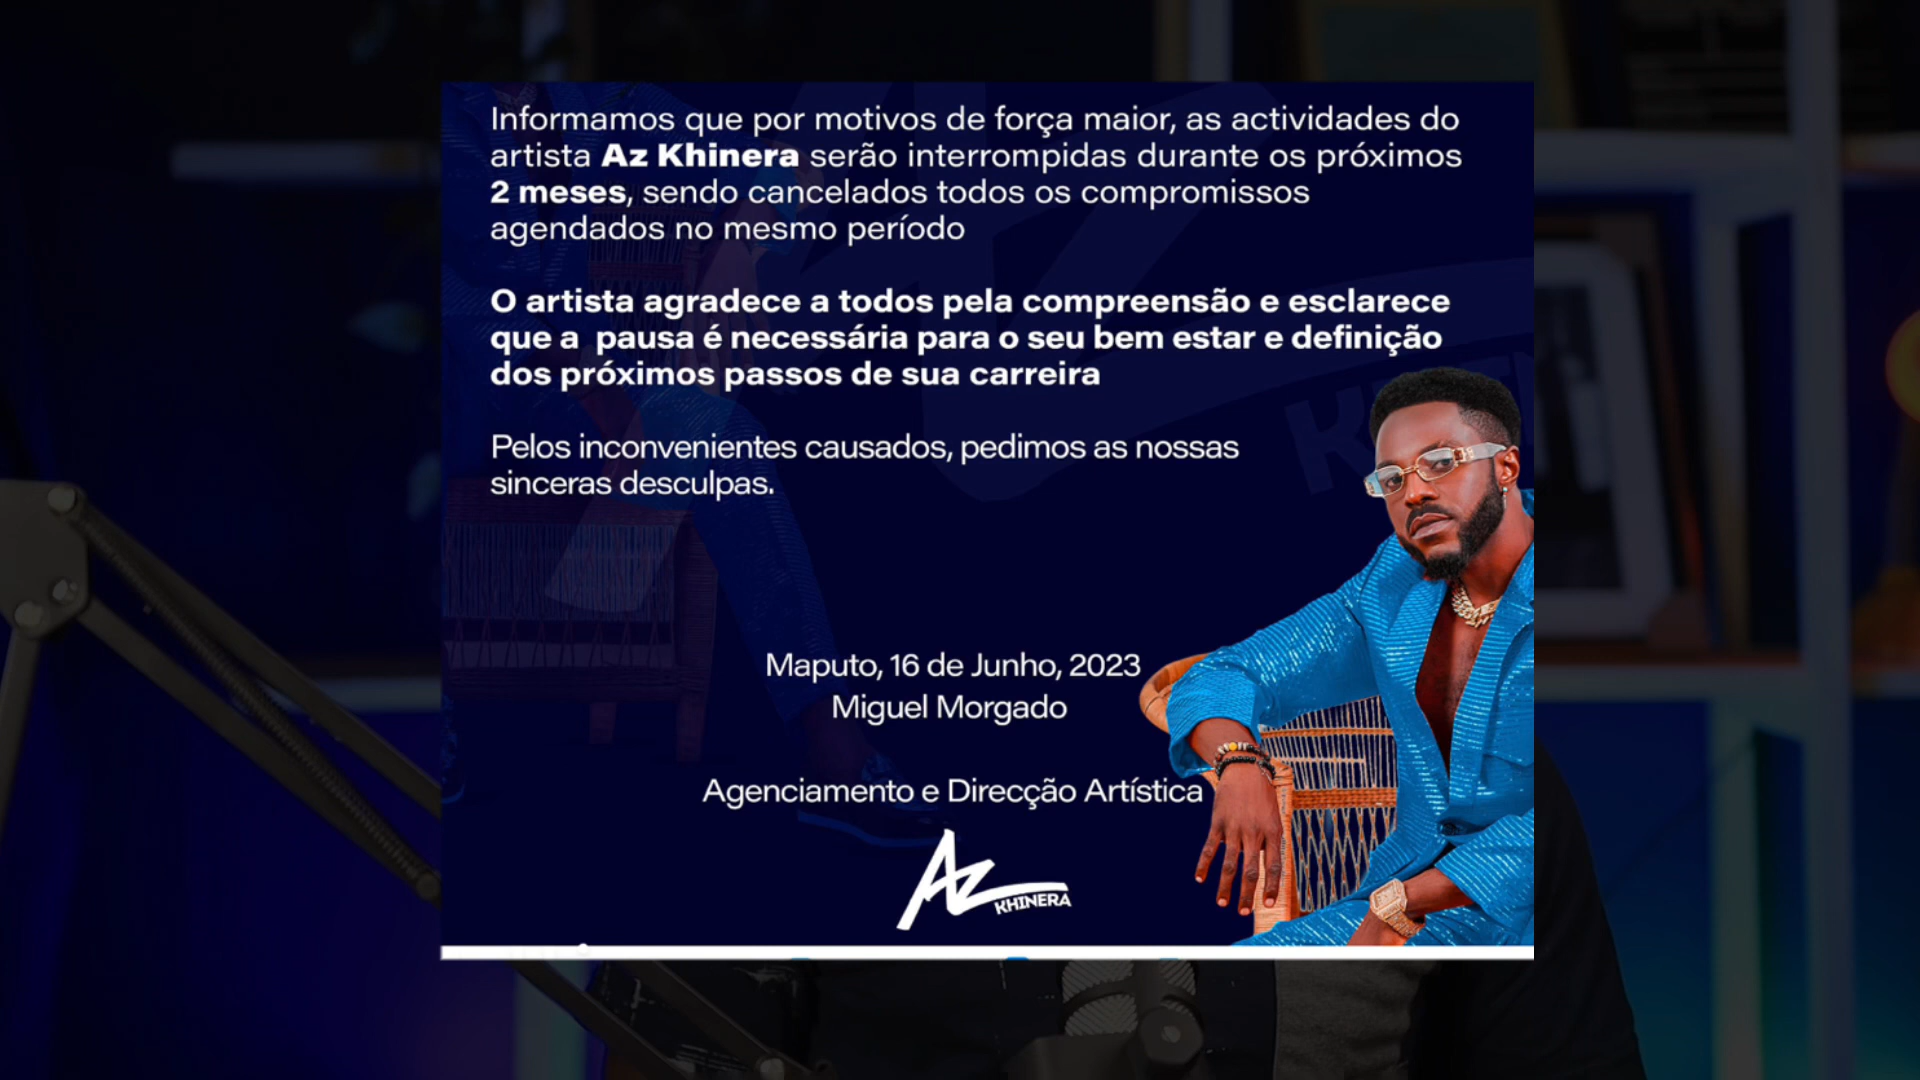 Informamos que por motivos de força maior, as actividades do
artista Az Khinera serão interrompidas durante os próximos
2 meses, sendo cancelados todos os compromissos
agendados no mesmo período
O artista agradece a todos pela compreensão e esclarece
que a pausa é necessária para o seu bem estar e definição
dos próximos passos de sua carreira
Pelos inconvenientes causados, pedimos as nossas
sinceras desculpas.
Maputo, 16 de Junho, 2023
Miguel Morgado
Agenciamento e Direcção Artística
Az
KHINERA